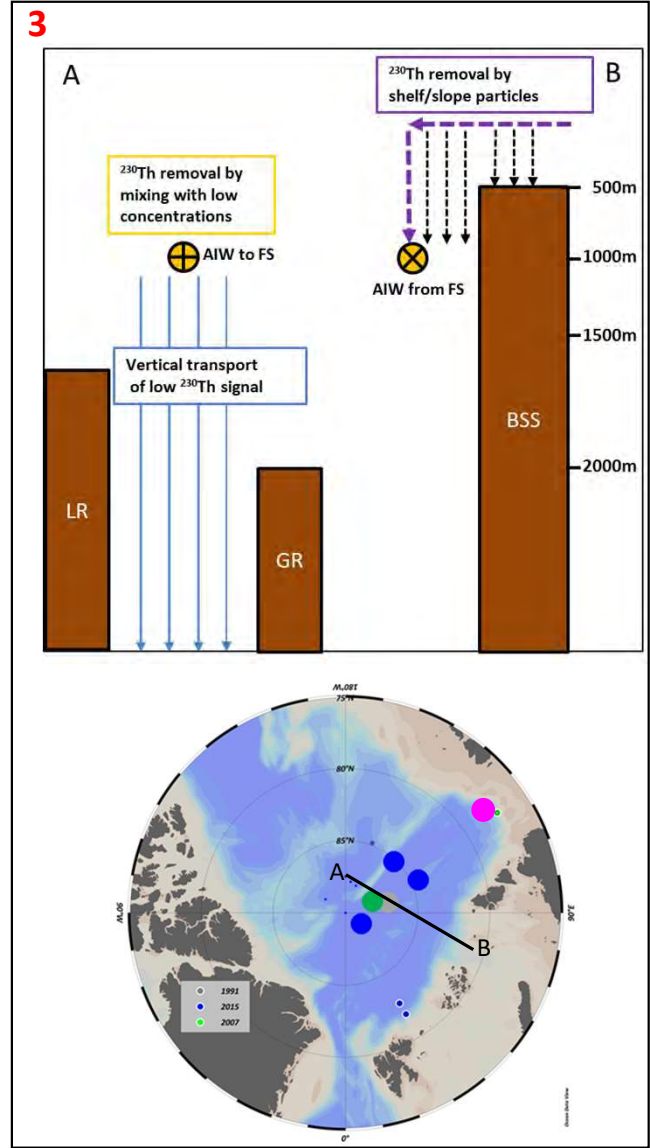 3
A
B
²³⁰Th removal by
shelf/slope particles
²³⁰Th removal by
mixing with low
concentrations
AIW to FS
AIW from FS
500m
1000m
1500m
2000m
Vertical transport
of low ²³⁰Th signal
LR
GR
BSS
180°W
75°N
80°N
85°N
A
B
90°W
90°E
1991
2015
2007
0°
Ocean Data View